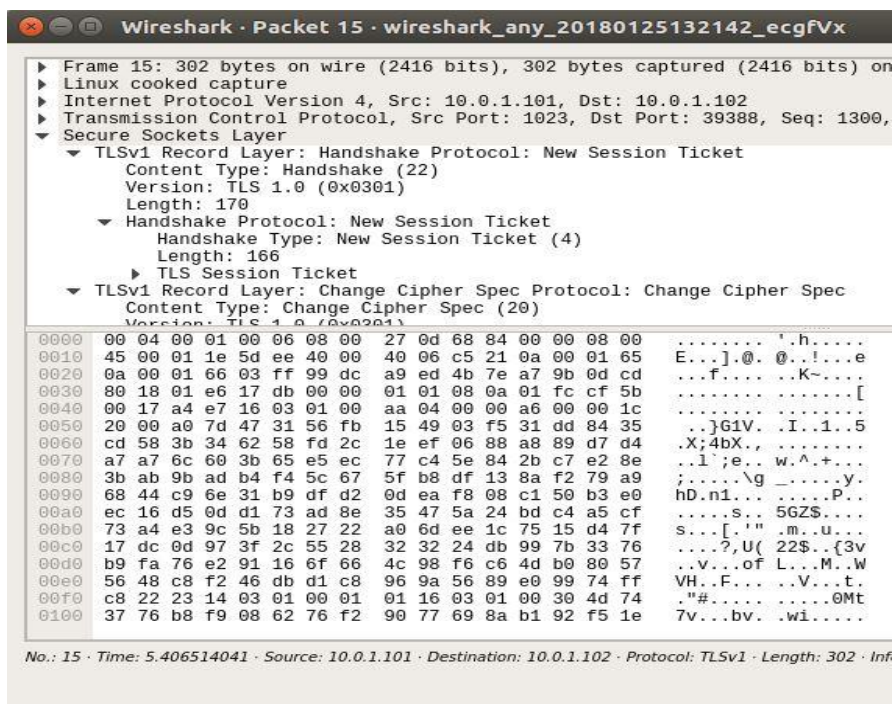 Wireshark · Packet 15 · wireshark_any_20180125132142_ecgfVx
Frame 15: 302 bytes on wire (2416 bits), 302 bytes captured (2416 bits) on
Linux cooked capture
Internet Protocol Version 4, Src: 10.0.1.101, Dst: 10.0.1.102
Transmission Control Protocol, Src Port: 1023, Dst Port: 39388, Seq: 1300,
Secure Sockets Layer
TLSv1 Record Layer: Handshake Protocol: New Session Ticket
Content Type: Handshake (22)
Version: TLS 1.0 (0x0301)
Length: 170
Handshake Protocol: New Session Ticket
Handshake Type: New Session Ticket (4)
Length: 166
TLS Session Ticket
TLSv1 Record Layer: Change Cipher Spec Protocol: Change Cipher Spec
Content Type: Change Cipher Spec (20)
Version: TLS 1.0 (0x0301)
0000 00 04 00 01 00 06 08 00 27 0d 68 84 00 00 08 00 ........ '.h.....
0010 45 00 01 1e 5d ee 40 00 40 06 c5 21 0a 00 01 65 E...].@. @..!...e
0020 0a 00 01 66 03 ff 99 dc a9 ed 4b 7e a7 9b 0d cd ...f.... ..K~....
0030 80 18 01 e6 17 db 00 00 01 01 08 0a 01 fc cf 5b ........ .......[
0040 00 17 a4 e7 16 03 01 00 aa 04 00 00 a6 00 00 1c ........ ........
0050 20 00 a0 7d 47 31 56 fb 15 49 03 f5 31 dd 84 35 ..}G1V. .I..1..5
0060 cd 58 3b 34 62 58 fd 2c 1e ef 06 88 a8 89 d7 d4 .X;4bX., ........
0070 a7 a7 6c 60 3b 65 e5 ec 77 c4 5e 84 2b c7 e2 8e ..l`;e.. w.^.+...
0080 3b ab 9b ad b4 f4 5c 67 5f b8 df 13 8a f2 79 a9 ;.....\g _.....y.
0090 68 44 c9 6e 31 b9 df d2 0d ea f8 08 c1 50 b3 e0 hD.n1... .....P..
00a0 ec 16 d5 0d d1 73 ad 8e 35 47 5a 24 bd c4 a5 cf .....s.. 5GZ$....
00b0 73 a4 e3 9c 5b 18 27 22 a0 6d ee 1c 75 15 d4 7f s...[.'" .m..u...
00c0 17 dc 0d 97 3f 2c 55 28 32 32 24 db 99 7b 33 76 ....?,U( 22$..{3v
00d0 b9 fa 76 e2 91 16 6f 66 4c 98 f6 c6 4d b0 80 57 ..v...of L...M..W
00e0 56 48 c8 f2 46 db d1 c8 96 9a 56 89 e0 99 74 ff VH..F... ..V...t.
00f0 c8 22 23 14 03 01 00 01 01 16 03 01 00 30 4d 74 ."#..... .....0Mt
0100 37 76 b8 f9 08 62 76 f2 90 77 69 8a b1 92 f5 1e 7v...bv. .wi.....
No.: 15 · Time: 5.406514041 · Source: 10.0.1.101 · Destination: 10.0.1.102 · Protocol: TLSv1 · Length: 302 · Inf